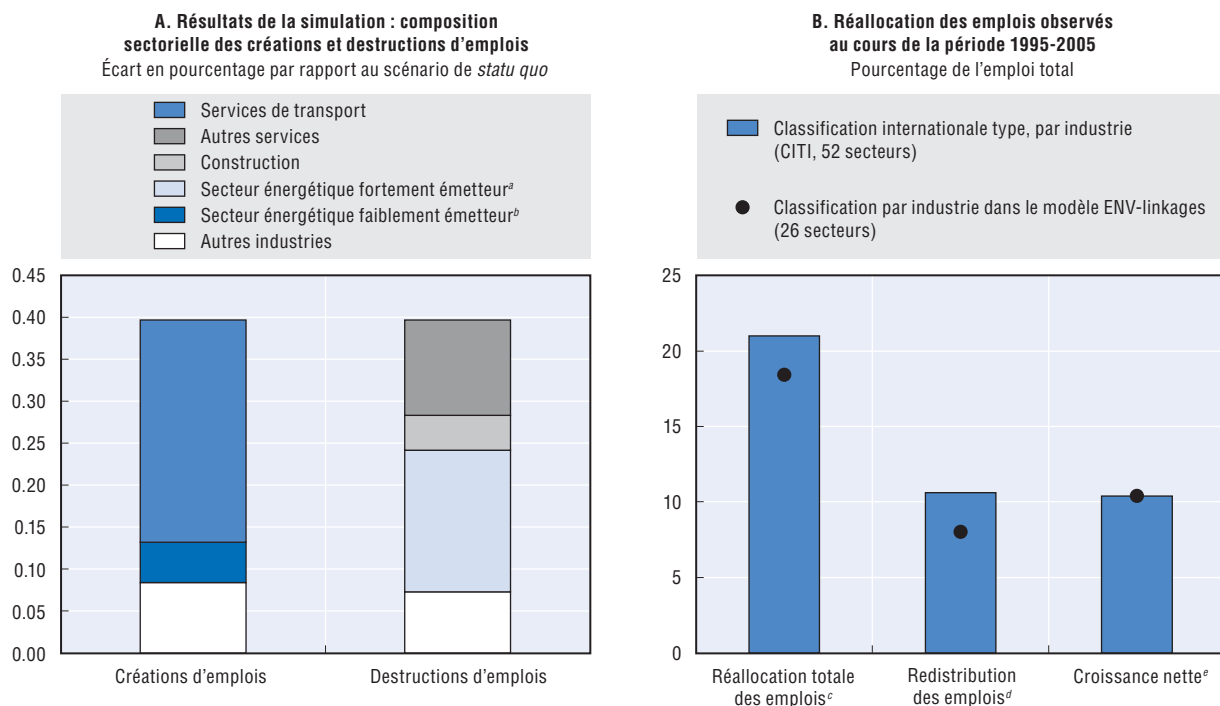 A. Résultats de la simulation : composition
sectorielle des créations et destructions d’emplois
Écart en pourcentage par rapport au scénario de statu quo
Services de transport
Autres services
Construction
Secteur énergétique fortement émetteurᵃ
Secteur énergétique faiblement émetteurᵇ
Autres industries
0.45
0.40
0.35
0.30
0.25
0.20
0.15
0.10
0.05
0.00
Créations d’emplois
Destructions d’emplois
B. Réallocation des emplois observés
au cours de la période 1995-2005
Pourcentage de l’emploi total
Classification internationale type, par industrie
(CITI, 52 secteurs)
Classification par industrie dans le modèle ENV-linkages
(26 secteurs)
25
20
15
10
5
0
Réallocation totale
des emploisᶜ
Redistribution
des emploisᵈ
Croissance netteᵉ